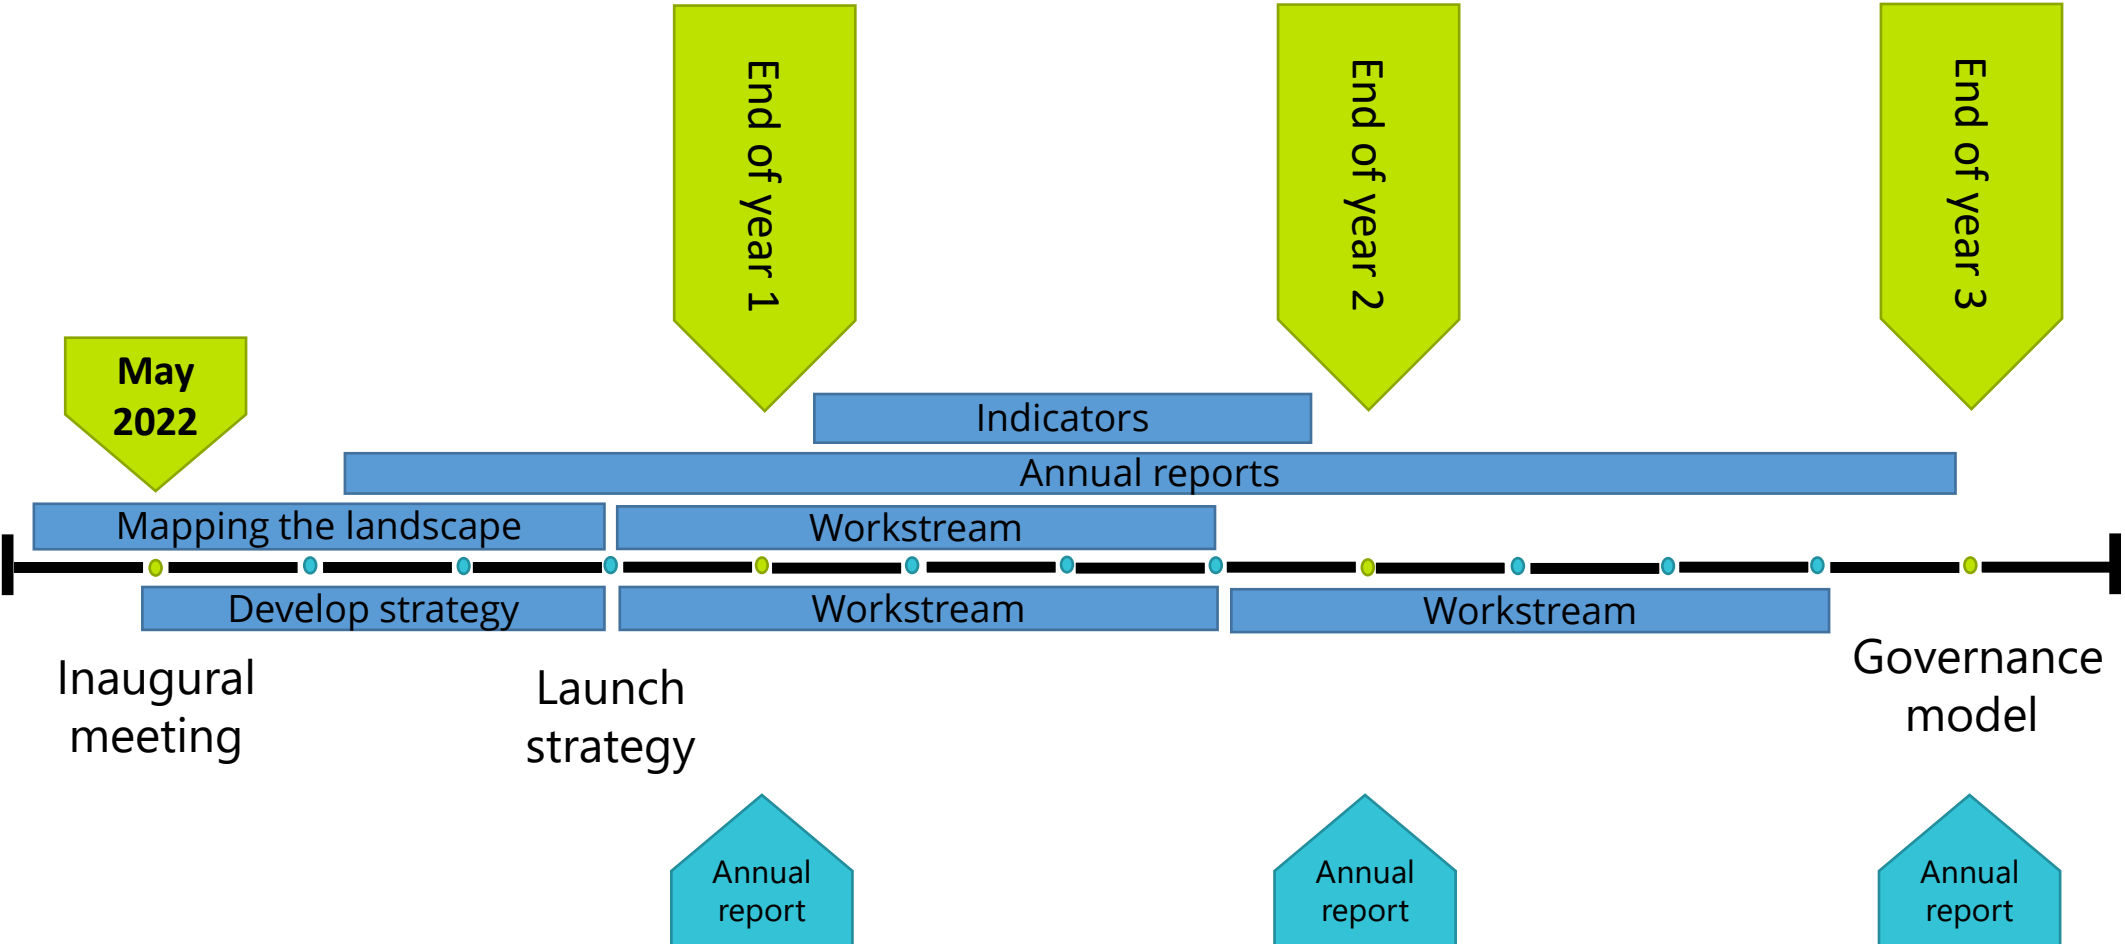 End of year 1
End of year 2
End of year 3
May
2022
Indicators
Annual reports
Mapping the landscape
Workstream
Develop strategy
Workstream
Workstream
Inaugural
meeting
Launch
strategy
Governance
model
Annual
report
Annual
report
Annual
report